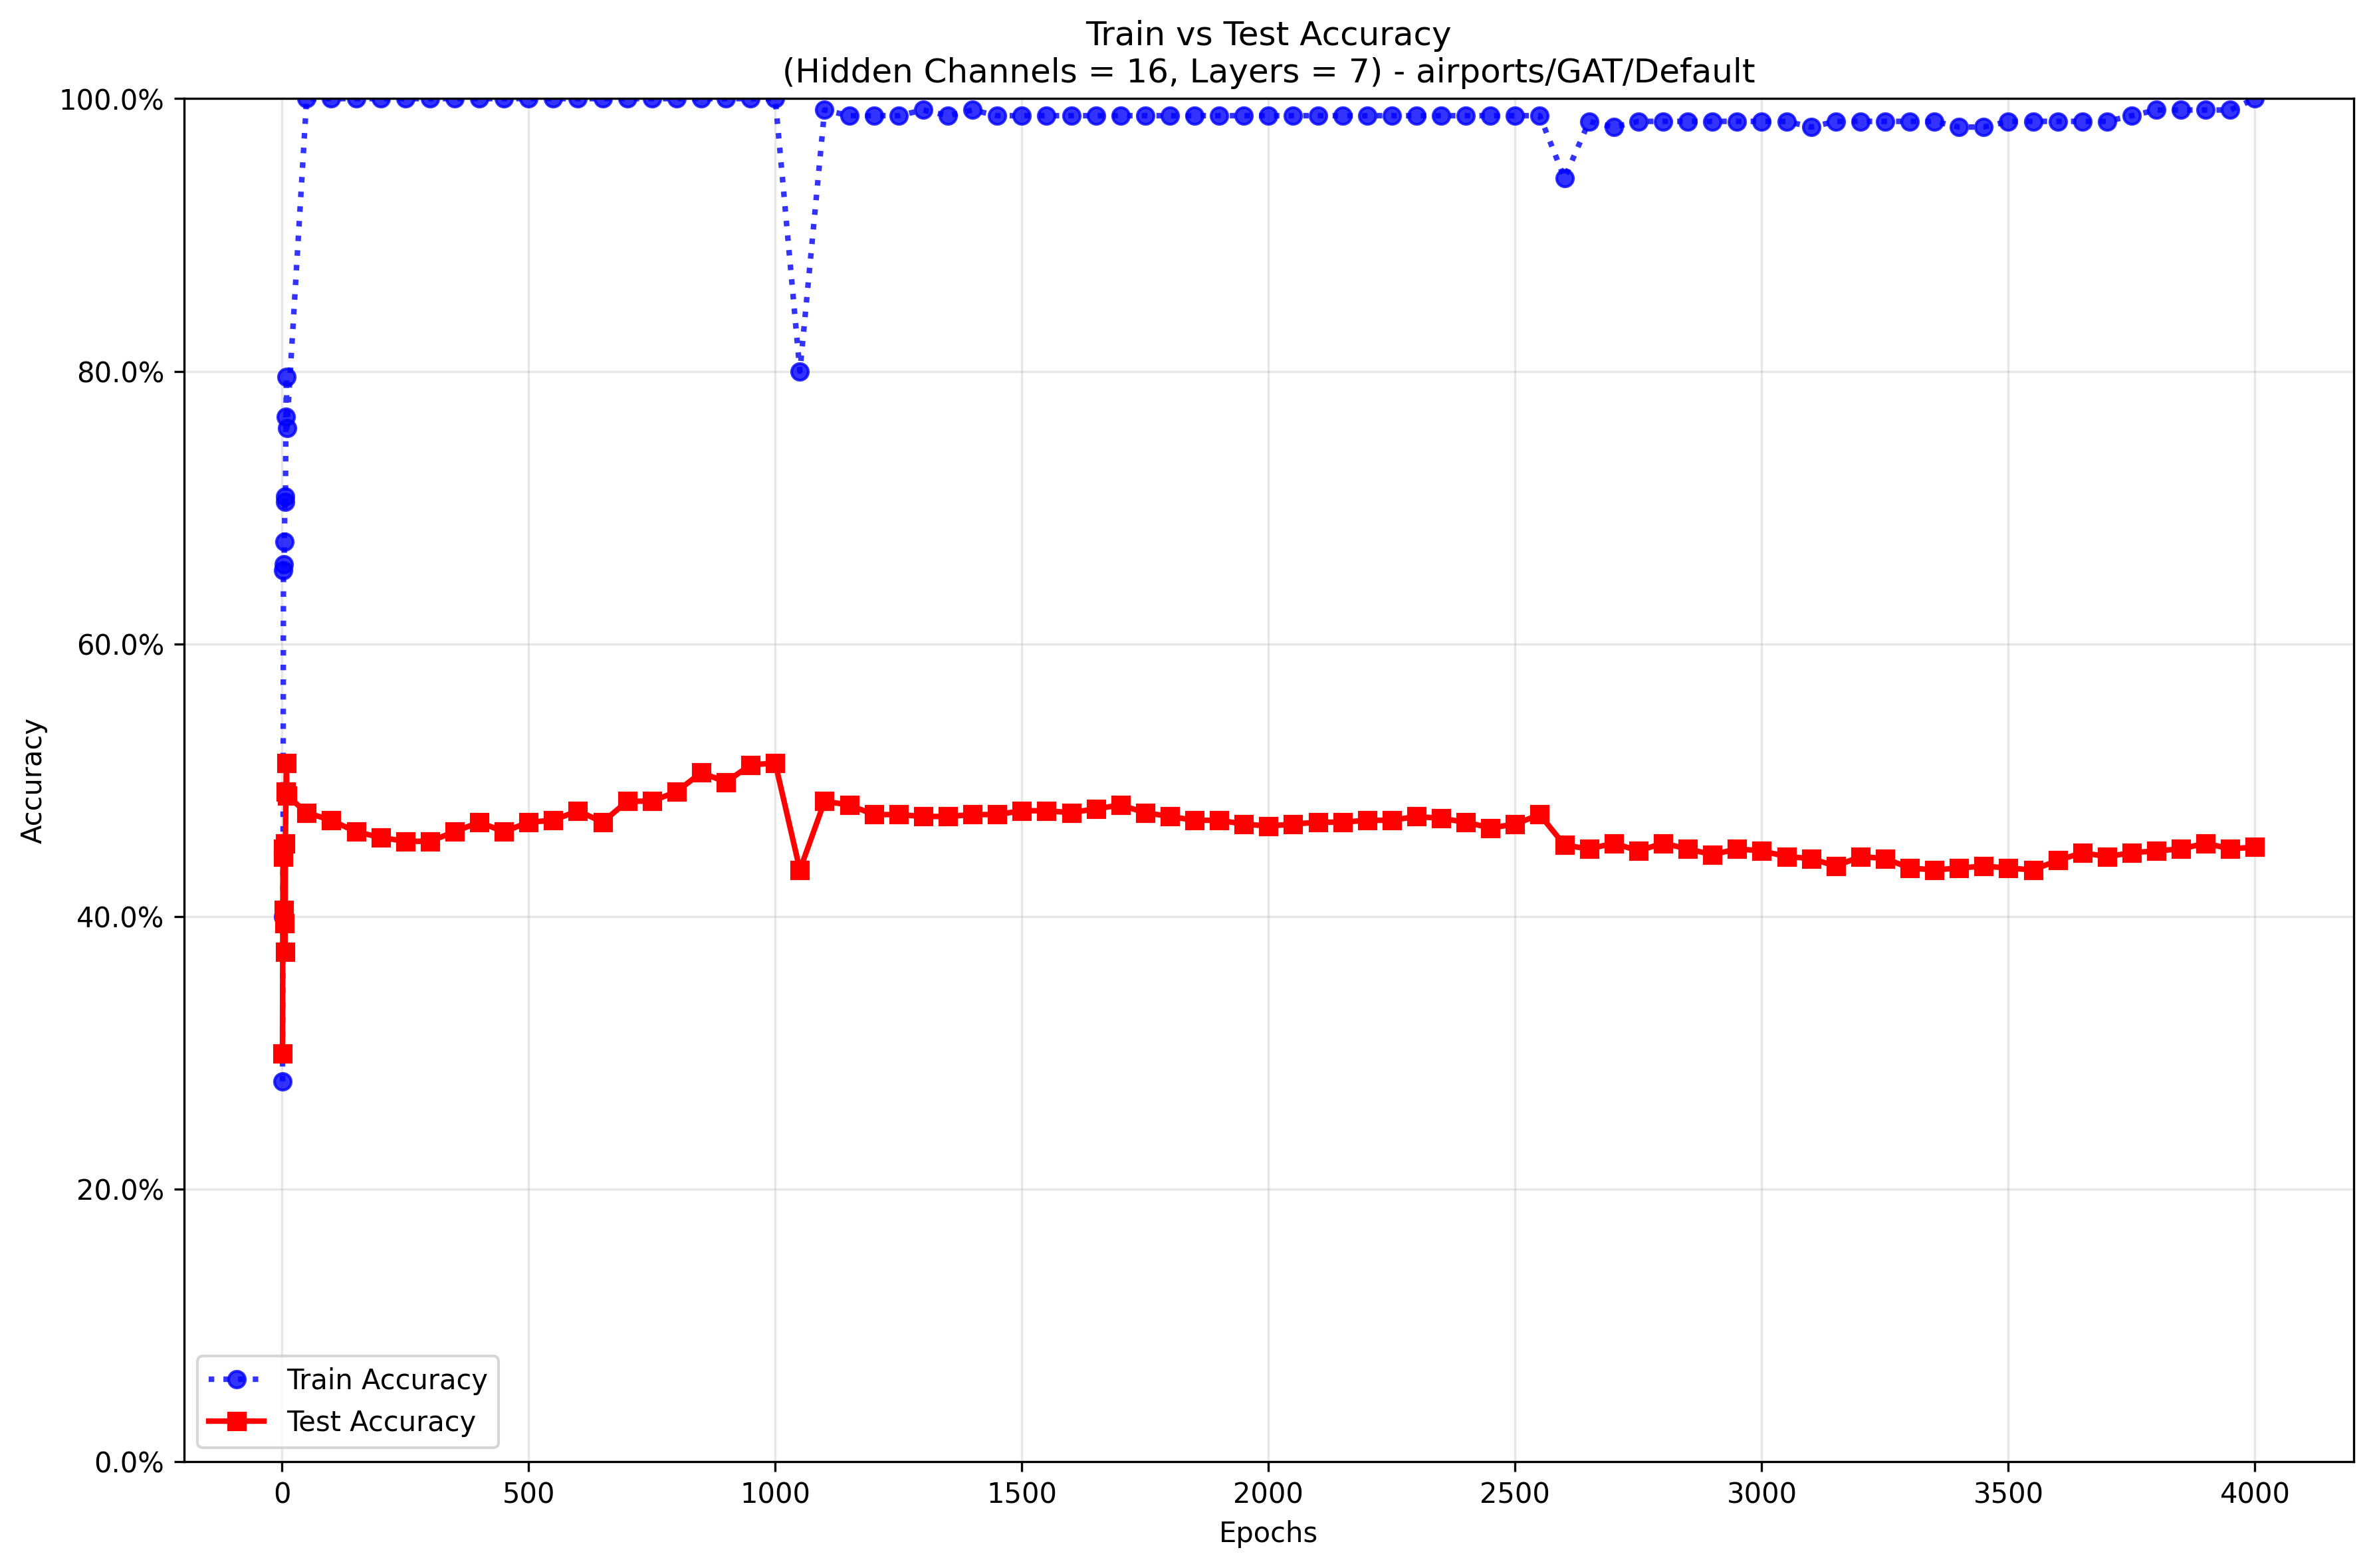 Train vs Test Accuracy
(Hidden Channels = 16, Layers = 7) - airports/GAT/Default
100.0%
80.0%
60.0%
40.0%
20.0%
0.0%
Accuracy
Train Accuracy
Test Accuracy
0 500 1000 1500 2000 2500 3000 3500 4000
Epochs